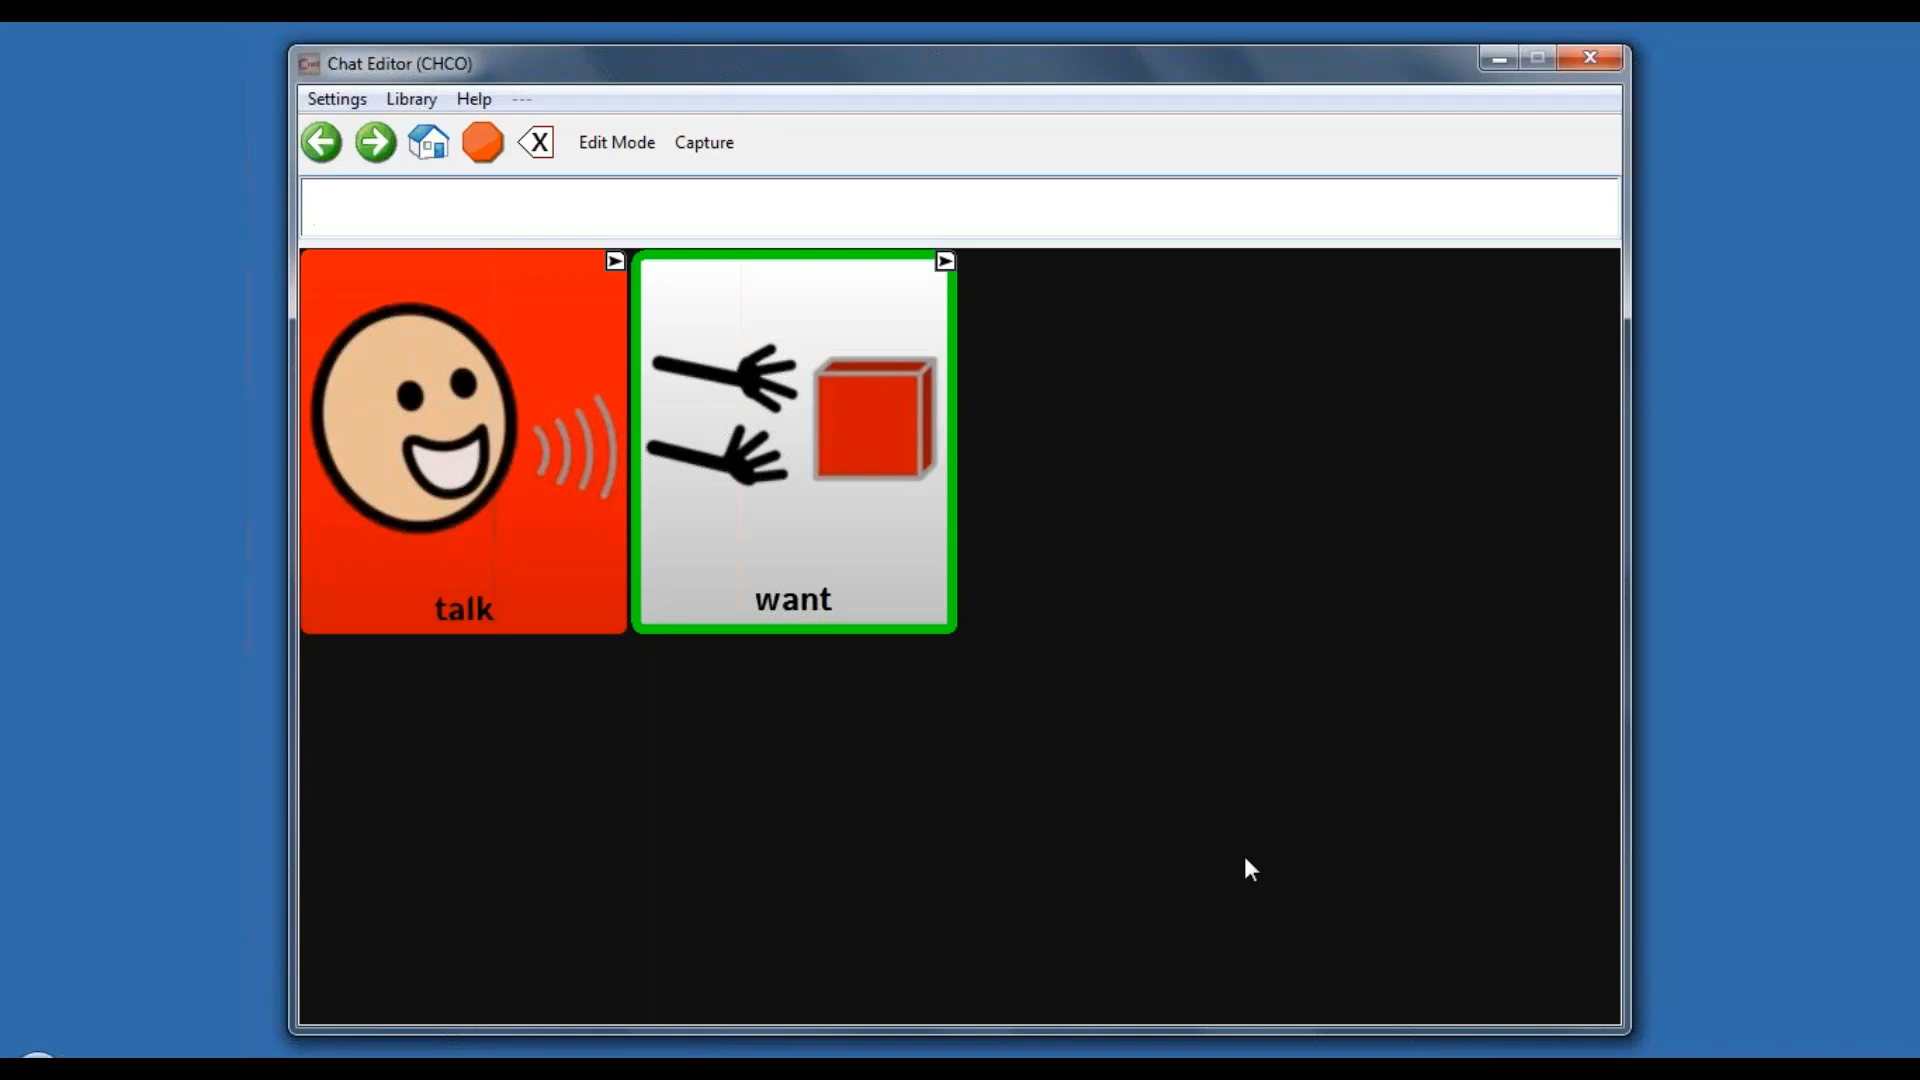 Chat Editor (CHCO)
Settings Library Help ---
X Edit Mode Capture
talk
want